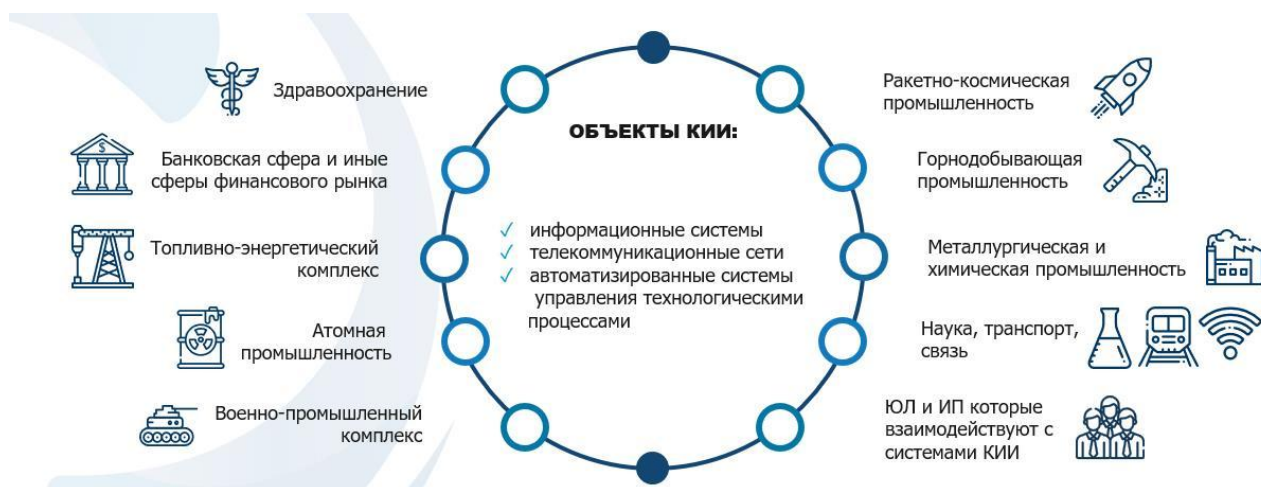 Здравоохранение
Банковская сфера и иные
сферы финансового рынка
Топливно-энергетический
комплекс
Атомная
промышленность
Военно-промышленный
комплекс
ОБЪЕКТЫ КИИ:
✓ информационные системы
✓ телекоммуникационные сети
✓ автоматизированные системы
управления технологическими
процессами
Ракетно-космическая
промышленность
Горнодобывающая
промышленность
Металлургическая и
химическая промышленность
Наука, транспорт,
связь
ЮЛ и ИП которые
взаимодействуют с
системами КИИ